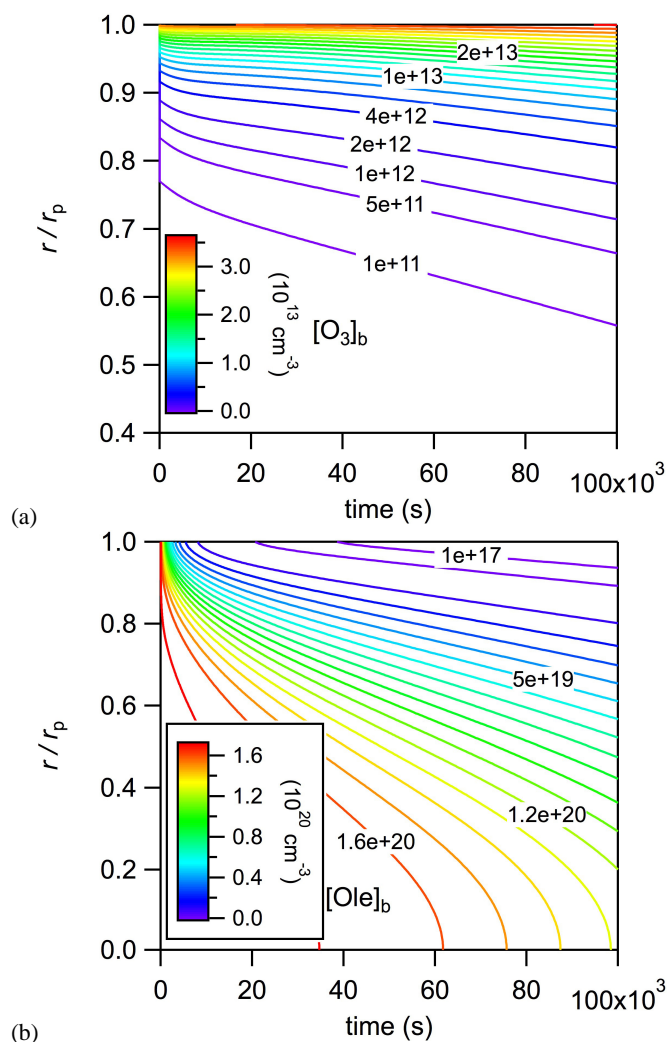 1.0
0.9
0.8
0.7
0.6
0.5
0.4
r / rp
2e+13
1e+13
4e+12
2e+12
1e+12
5e+11
1e+11
3.0
2.0
1.0
0.0
(10^13 cm^-3)
[O3]b
0
20
40
60
80
100x10^3
time (s)
(a)
1.0
0.8
0.6
0.4
0.2
0.0
r / rp
1e+17
5e+19
1.2e+20
1.6e+20
1.6
1.2
0.8
0.4
0.0
(10^20 cm^-3)
[Ole]b
0
20
40
60
80
100x10^3
time (s)
(b)